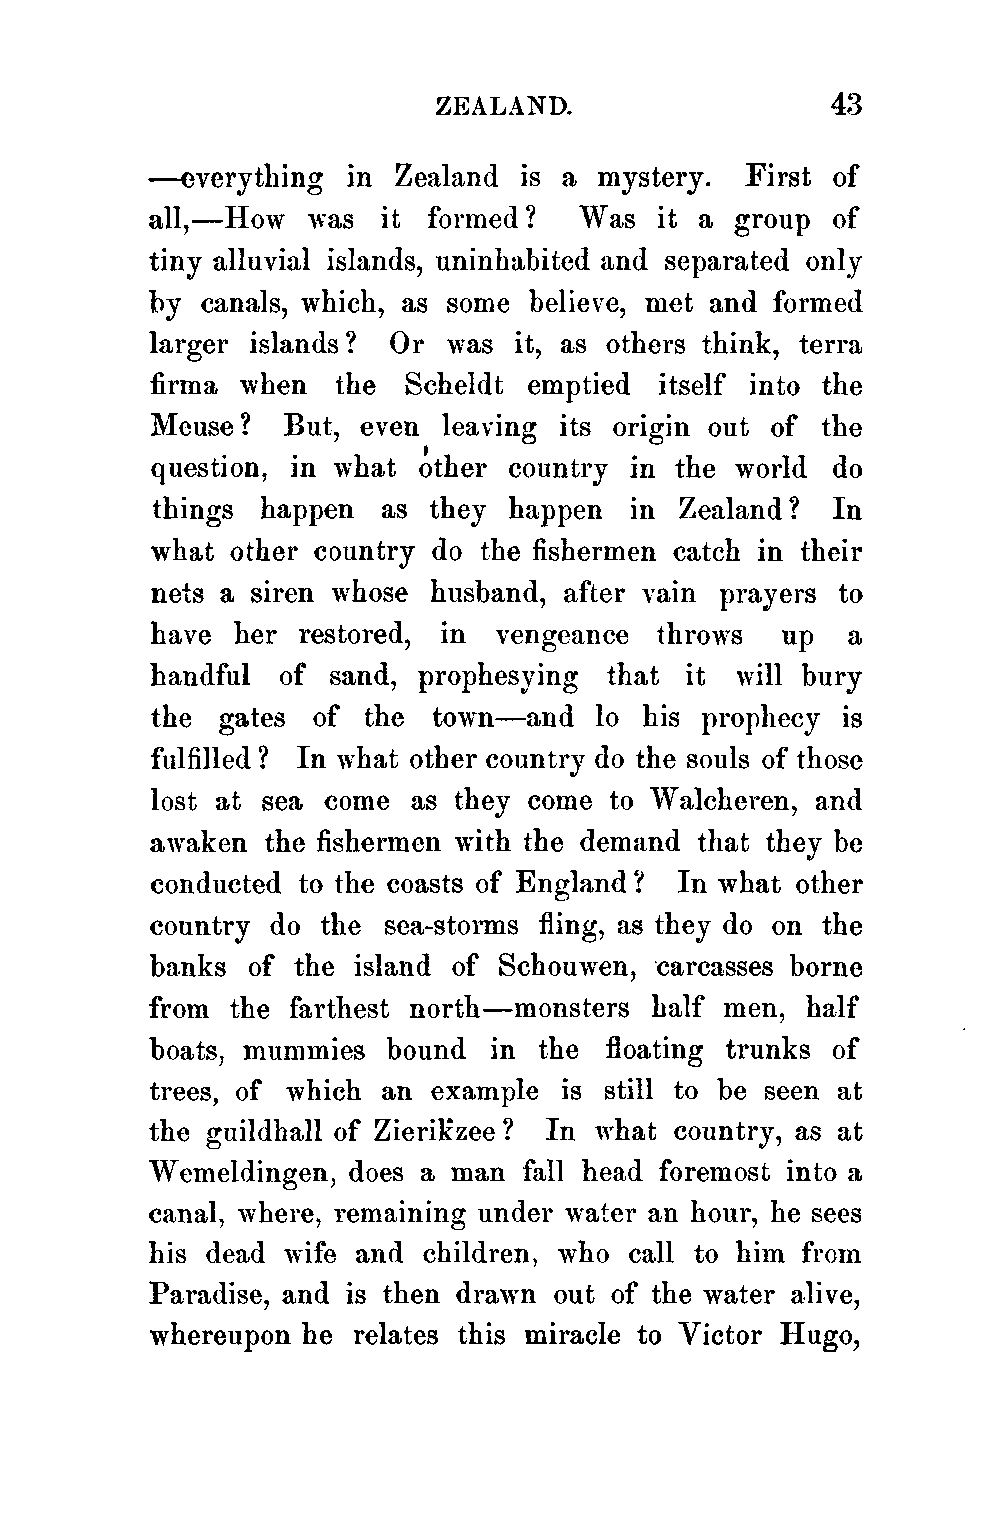 ZEALAND. 43
—everything in Zealand is a mystery. First of
all,—How was it formed? Was it a group of
tiny alluvial islands, uninhabited and separated only
by canals, which, as some believe, met and formed
larger islands? Or was it, as others think, terra
firma when the Scheldt emptied itself into the
Meuse? But, even leaving its origin out of the
question, in what other country in the world do
things happen as they happen in Zealand? In
what other country do the fishermen catch in their
nets a siren whose husband, after vain prayers to
have her restored, in vengeance throws up a
handful of sand, prophesying that it will bury
the gates of the town—and lo his prophecy is
fulfilled? In what other country do the souls of those
lost at sea come as they come to Walcheren, and
awaken the fishermen with the demand that they be
conducted to the coasts of England? In what other
country do the sea-storms fling, as they do on the
banks of the island of Schouwen, carcasses borne
from the farthest north—monsters half men, half
boats, mummies bound in the floating trunks of
trees, of which an example is still to be seen at
the guildhall of Zierikzee? In what country, as at
Wemeldingen, does a man fall head foremost into a
canal, where, remaining under water an hour, he sees
his dead wife and children, who call to him from
Paradise, and is then drawn out of the water alive,
whereupon he relates this miracle to Victor Hugo,